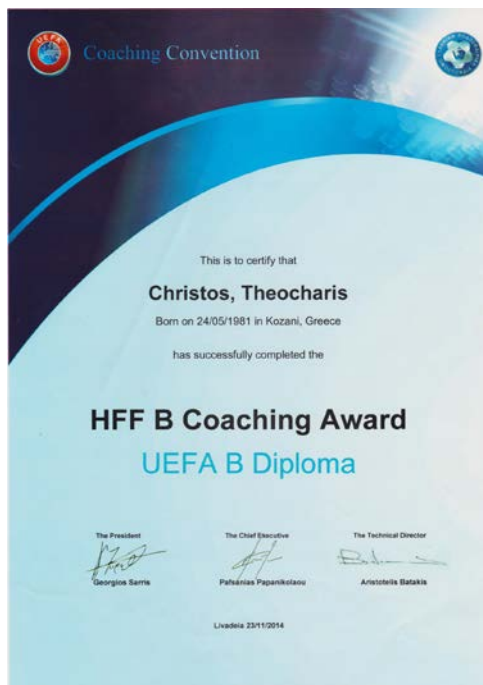 UEFA
Coaching Convention
This is to certify that
Christos, Theocharis
Born on 24/05/1981 in Kozani, Greece
has successfully completed the
HFF B Coaching Award
UEFA B Diploma
The President
The Chief Executive
The Technical Director
Georgios Sarris
Pafsanias Papanikolaou
Aristotelis Batakis
Livadeia 23/11/2014